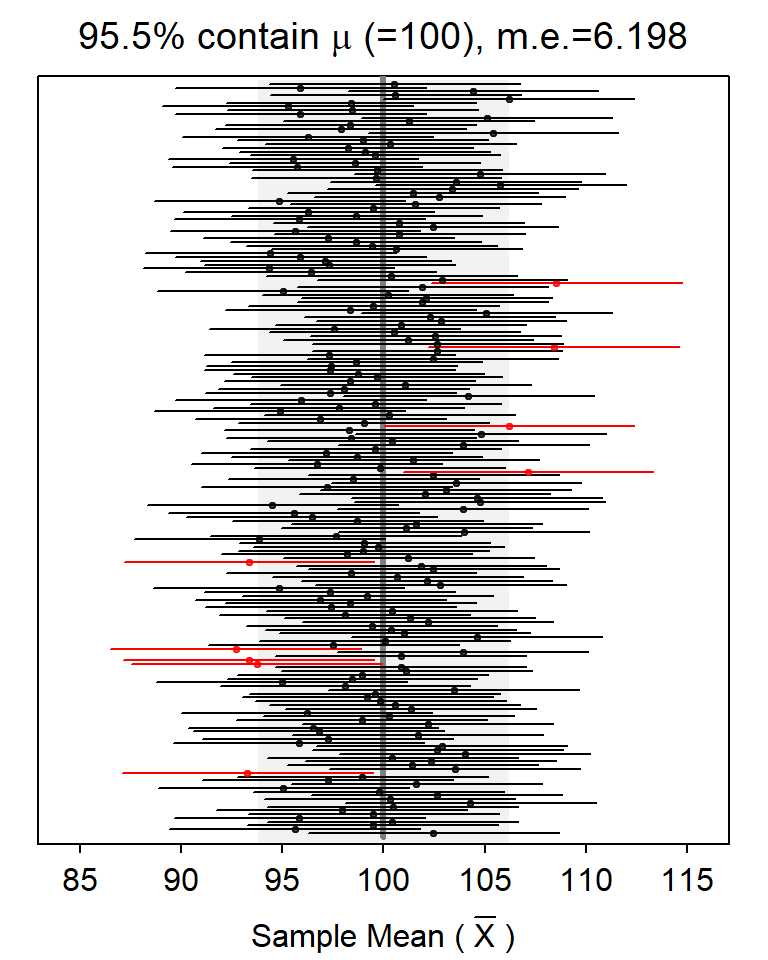 95.5% contain μ (=100), m.e.=6.198
85 90 95 100 105 110 115
Sample Mean ( X̅ )